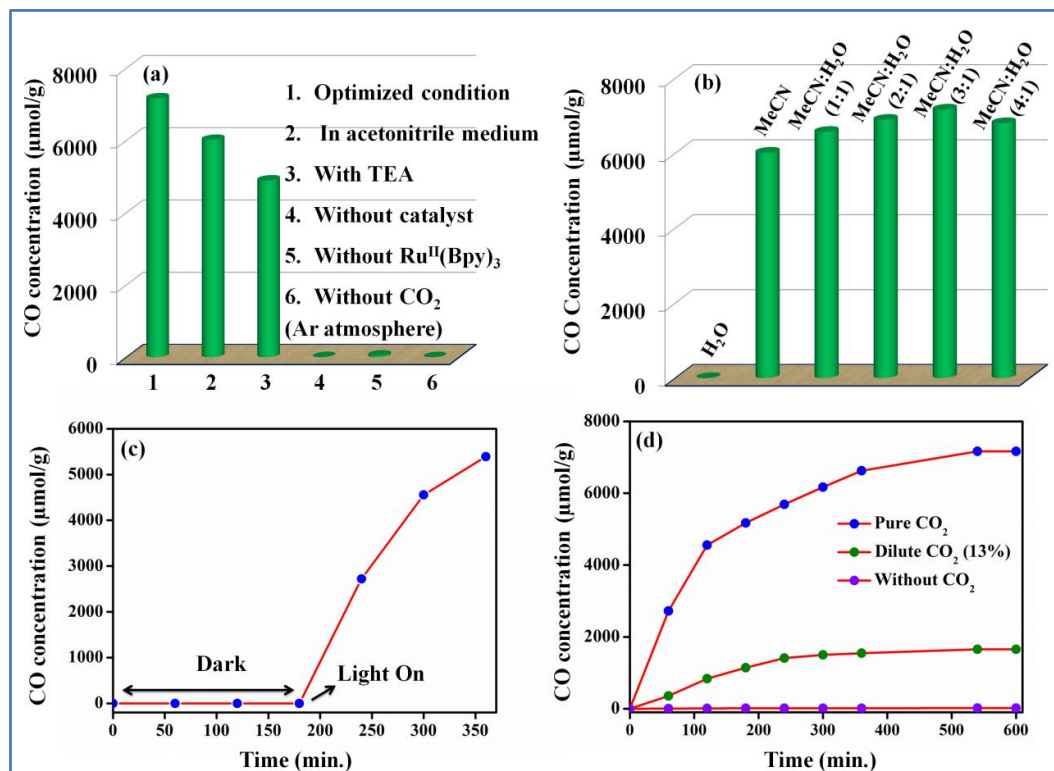 (a)
8000
6000
4000
2000
0
CO concentration (µmol/g)
1. Optimized condition
2. In acetonitrile medium
3. With TEA
4. Without catalyst
5. Without Ruᴵᴵ(Bpy)₃
6. Without CO₂
(Ar atmosphere)
1 2 3 4 5 6
(b)
8000
6000
4000
2000
0
CO Concentration (µmol/g)
H₂O
MeCN
MeCN:H₂O
(1:1)
MeCN:H₂O
(2:1)
MeCN:H₂O
(3:1)
MeCN:H₂O
(4:1)
(c)
6000
5000
4000
3000
2000
1000
0
CO concentration (µmol/g)
Dark
Light On
0 50 100 150 200 250 300 350
Time (min.)
(d)
8000
6000
4000
2000
0
CO concentration (µmol/g)
Pure CO₂
Dilute CO₂ (13%)
Without CO₂
0 100 200 300 400 500 600
Time (min.)